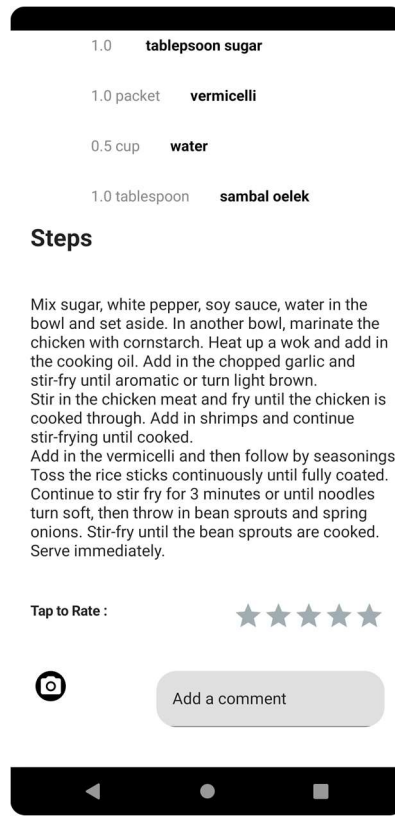 1.0 tablepsoon sugar
1.0 packet vermicelli
0.5 cup water
1.0 tablespoon sambal oelek
Steps
Mix sugar, white pepper, soy sauce, water in the
bowl and set aside. In another bowl, marinate the
chicken with cornstarch. Heat up a wok and add in
the cooking oil. Add in the chopped garlic and
stir-fry until aromatic or turn light brown.
Stir in the chicken meat and fry until the chicken is
cooked through. Add in shrimps and continue
stir-frying until cooked.
Add in the vermicelli and then follow by seasonings
Toss the rice sticks continuously until fully coated.
Continue to stir fry for 3 minutes or until noodles
turn soft, then throw in bean sprouts and spring
onions. Stir-fry until the bean sprouts are cooked.
Serve immediately.
Tap to Rate :
Add a comment